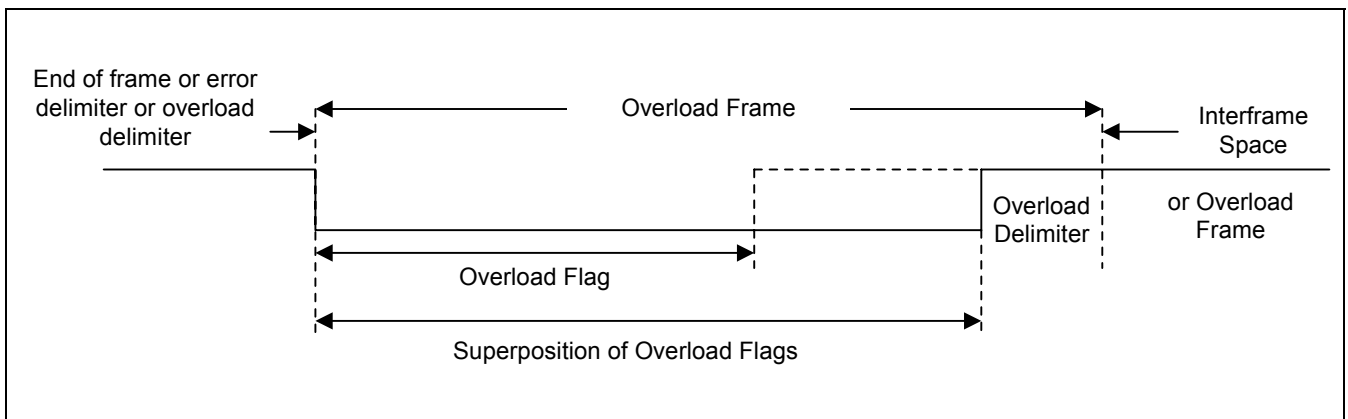 End of frame or error
delimiter or overload
delimiter
Overload Frame
Interframe
Space
Overload
Delimiter
or Overload
Frame
Overload Flag
Superposition of Overload Flags